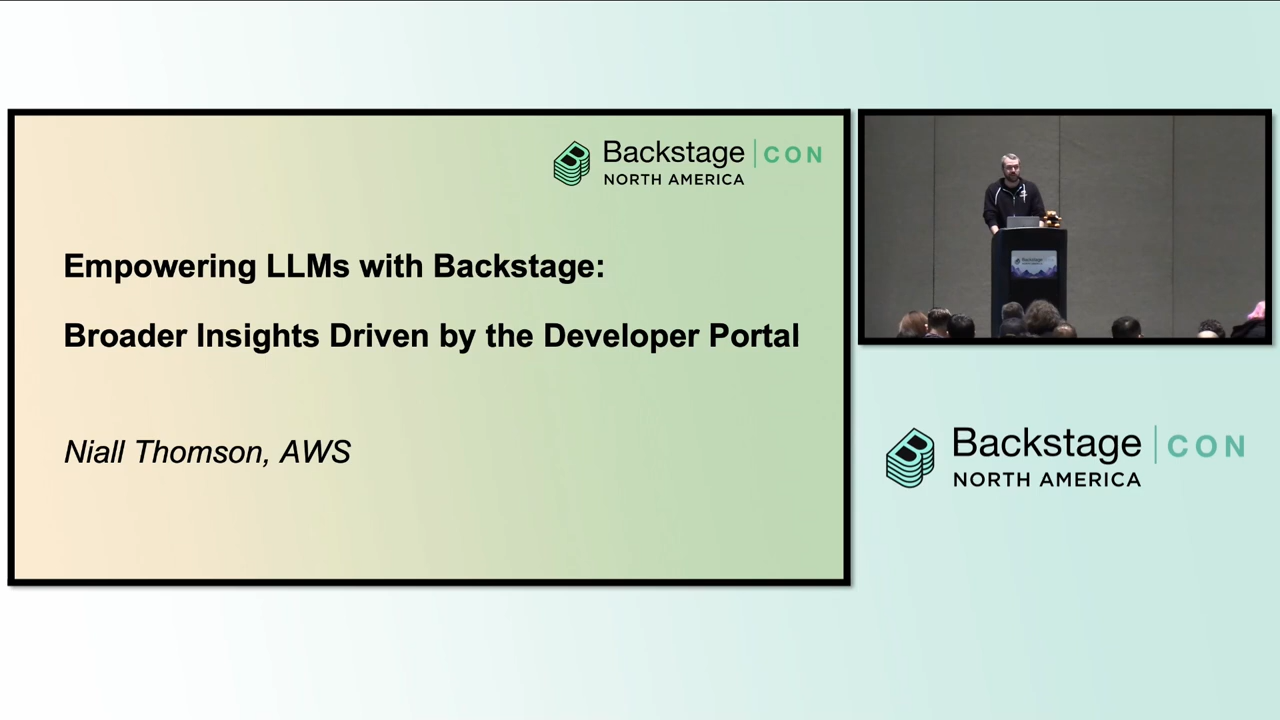 Backstage | CON
NORTH AMERICA
Empowering LLMs with Backstage:
Broader Insights Driven by the Developer Portal
Niall Thomson, AWS
Backstage
Backstage | CON
NORTH AMERICA